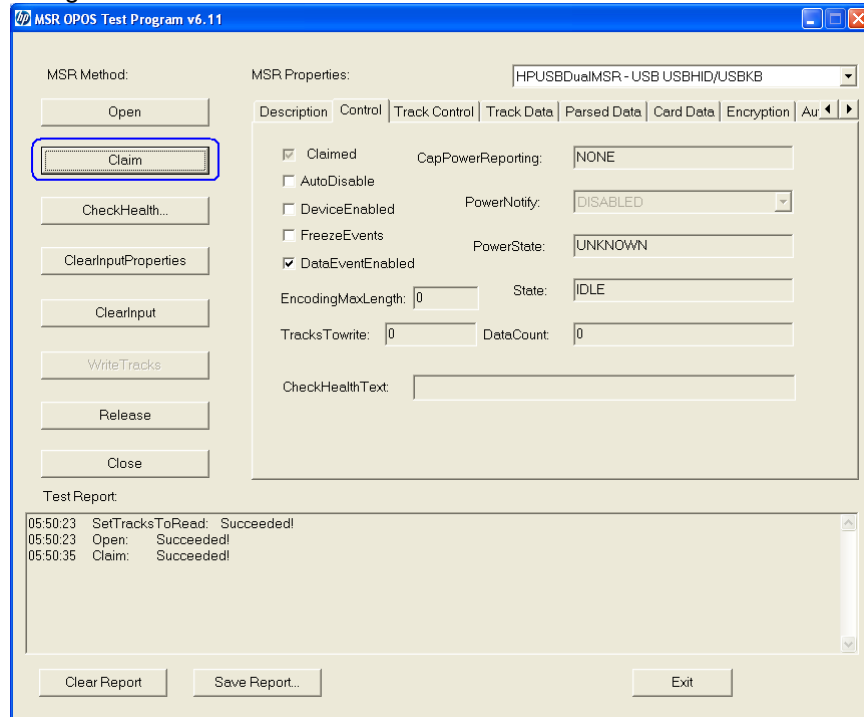 MSR OPOS Test Program v6.11
MSR Method:
MSR Properties:
HPUSBDualMSR - USB USBHID/USBKB
Open
Claim
CheckHealth...
ClearInputProperties
ClearInput
WriteTracks
Release
Close
Description Control Track Control Track Data Parsed Data Card Data Encryption Au
Claimed
AutoDisable
DeviceEnabled
FreezeEvents
DataEventEnabled
CapPowerReporting: NONE
PowerNotify: DISABLED
PowerState: UNKNOWN
EncodingMaxLength: 0
State: IDLE
TracksTowrite: 0
DataCount: 0
CheckHealthText:
Test Report:
05:50:23 SetTracksToRead: Succeeded!
05:50:23 Open: Succeeded!
05:50:35 Claim: Succeeded!
Clear Report
Save Report...
Exit